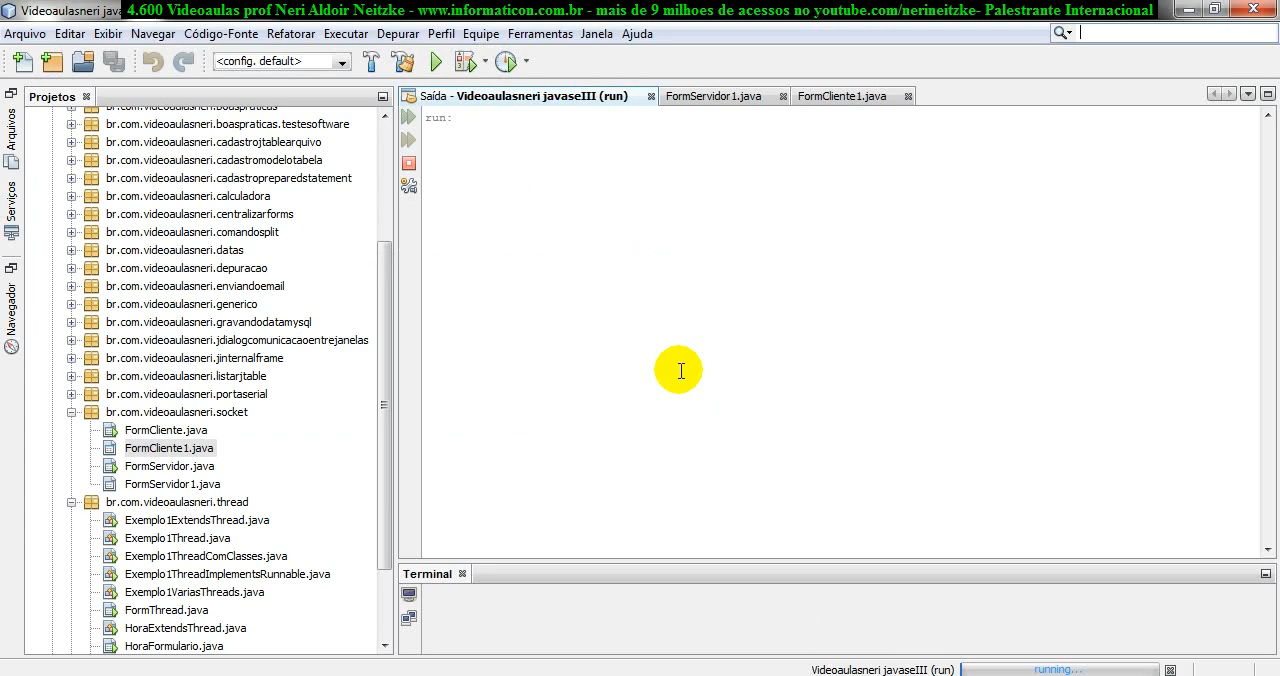 Videoaulasneri java
4.600 Videoaulas prof Neri Aldoir Neitzke - www.informaticon.com.br - mais de 9 milhoes de acessos no youtube.com/nerineitzke- Palestrante Internacional
Arquivo Editar Exibir Navegar Código-Fonte Refatorar Executar Depurar Perfil Equipe Ferramentas Janela Ajuda
<config. default>
Projetos
Saída - Videoaulasneri javaseIII (run)
FormServidor1.java
FormCliente1.java
Arquivos
Serviços
Navegador
br.com.videoaulasneri.boaspraticas
br.com.videoaulasneri.boaspraticas.testesoftware
br.com.videoaulasneri.cadastrojtablearquivo
br.com.videoaulasneri.cadastromodelotabela
br.com.videoaulasneri.cadastropreparedstatement
br.com.videoaulasneri.calculadora
br.com.videoaulasneri.centralizarforms
br.com.videoaulasneri.comandosplit
br.com.videoaulasneri.datas
br.com.videoaulasneri.depuracao
br.com.videoaulasneri.enviandoemail
br.com.videoaulasneri.generico
br.com.videoaulasneri.gravandodatamysql
br.com.videoaulasneri.jdialogcomunicacaoentrejanelas
br.com.videoaulasneri.jinternalframe
br.com.videoaulasneri.listarjtable
br.com.videoaulasneri.portaserial
br.com.videoaulasneri.socket
FormCliente.java
FormCliente1.java
FormServidor.java
FormServidor1.java
br.com.videoaulasneri.thread
Exemplo1ExtendsThread.java
Exemplo1Thread.java
Exemplo1ThreadComClasses.java
Exemplo1ThreadImplementsRunnable.java
Exemplo1VariasThreads.java
FormThread.java
HoraExtendsThread.java
HoraFormulario.java
run:
Terminal
Videoaulasneri javaseIII (run)
running...